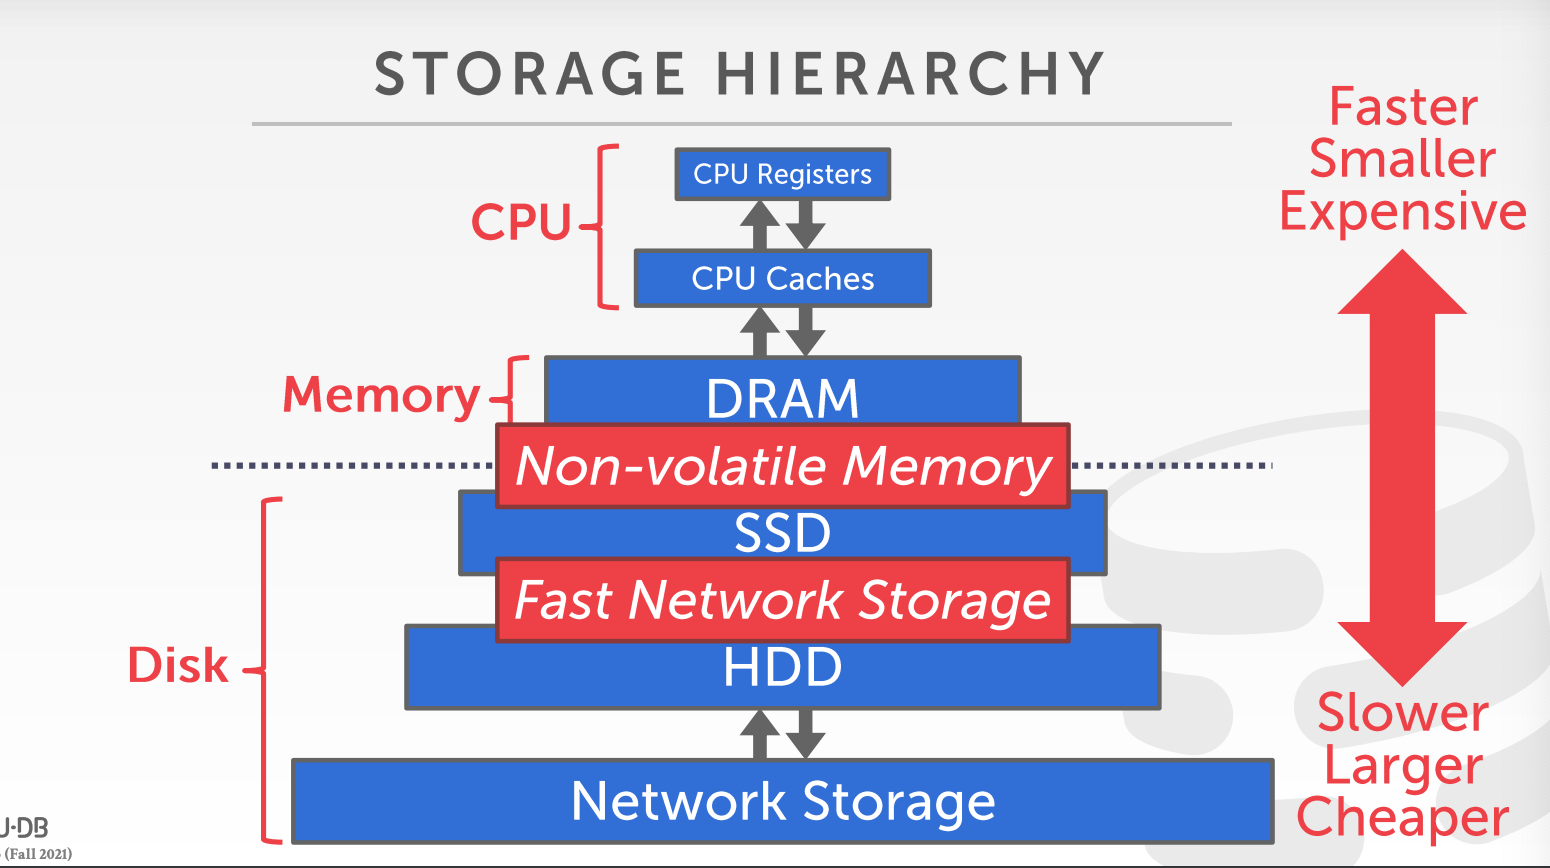 STORAGE HIERARCHY
Faster
Smaller
Expensive
CPU Registers
CPU
CPU Caches
Memory
DRAM
Non-volatile Memory
SSD
Fast Network Storage
Disk
HDD
Slower
Larger
Cheaper
Network Storage
U·DB
(Fall 2021)